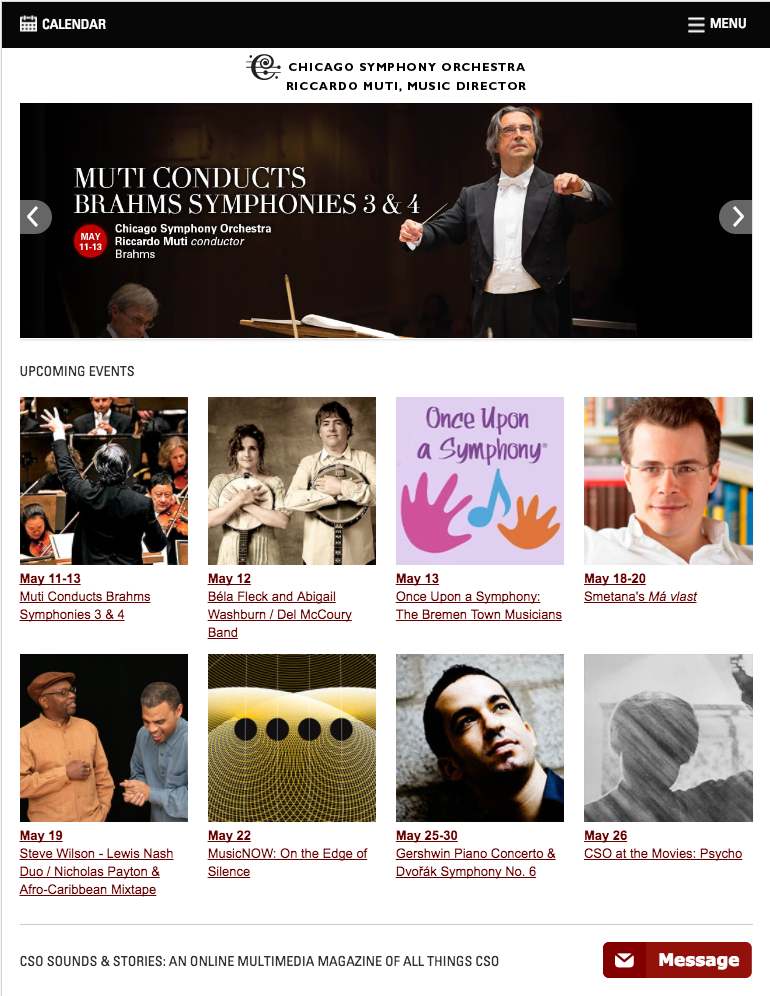 CALENDAR
MENU
CHICAGO SYMPHONY ORCHESTRA
RICCARDO MUTI, MUSIC DIRECTOR
MUTI CONDUCTS
BRAHMS SYMPHONIES 3 & 4
MAY
11-13
Chicago Symphony Orchestra
Riccardo Muti conductor
Brahms
UPCOMING EVENTS
Once Upon
a Symphony®
May 11-13
Muti Conducts Brahms
Symphonies 3 & 4
May 12
Béla Fleck and Abigail
Washburn / Del McCoury
Band
May 13
Once Upon a Symphony:
The Bremen Town Musicians
May 18-20
Smetana's Má vlast
May 19
Steve Wilson - Lewis Nash
Duo / Nicholas Payton &
Afro-Caribbean Mixtape
May 22
MusicNOW: On the Edge of
Silence
May 25-30
Gershwin Piano Concerto &
Dvořák Symphony No. 6
May 26
CSO at the Movies: Psycho
CSO SOUNDS & STORIES: AN ONLINE MULTIMEDIA MAGAZINE OF ALL THINGS CSO
Message